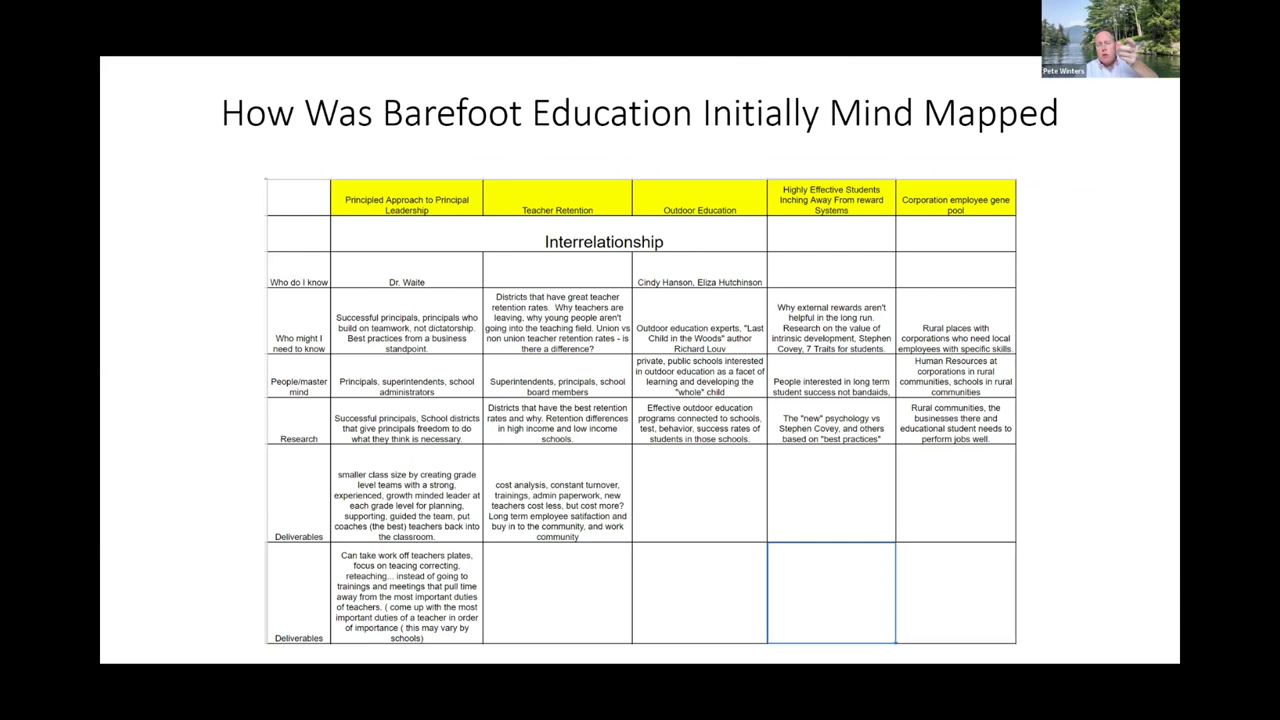 Pete Winters
How Was Barefoot Education Initially Mind Mapped
Principled Approach to Principal
Leadership
Teacher Retention
Outdoor Education
Highly Effective Students
Inching Away From reward
Systems
Corporation employee gene
pool
Interrelationship
Who do I know
Dr. Waite
Cindy Hanson, Eliza Hutchinson
Who might I
need to know
Successful principals, principals who
build on teamwork, not dictatorship.
Best practices from a business
standpoint.
Districts that have great teacher
retention rates. Why teachers are
leaving, why young people aren't
going into the teaching field. Union vs
non union teacher retention rates - is
there a difference?
Outdoor education experts, "Last
Child in the Woods" author
Richard Louv
Why external rewards aren't
helpful in the long run.
Research on the value of
intrinsic development, Stephen
Covey, 7 Traits for students.
Rural places with
corporations who need local
employees with specific skills.
People/master
mind
Principals, superintendents, school
administrators
Superintendents, principals, school
board members
private, public schools interested
in outdoor education as a facet of
learning and developing the
"whole" child
People interested in long term
student success not bandaids,
Human Resources at
corporations in rural
communities, schools in rural
communities
Research
Successful principals, School districts
that give principals freedom to do
what they think is necessary.
Districts that have the best retention
rates and why. Retention differences
in high income and low income
schools.
Effective outdoor education
programs connected to schools,
test, behavior, success rates of
students in those schools.
The "new" psychology vs
Stephen Covey, and others
based on "best practices"
Rural communities, the
businesses there and
educational student needs to
perform jobs well.
Deliverables
smaller class size by creating grade
level teams with a strong,
experienced, growth minded leader at
each grade level for planning,
supporting, guided the team, put
coaches (the best) teachers back into
the classroom.
cost analysis, constant turnover,
trainings, admin paperwork, new
teachers cost less, but cost more?
Long term employee satifaction and
buy in to the community, and work
community
Deliverables
Can take work off teachers plates,
focus on teacing correcting,
reteaching... instead of going to
trainings and meetings that pull time
away from the most important duties
of teachers. ( come up with the most
important duties of a teacher in order
of importance ( this may vary by
schools)